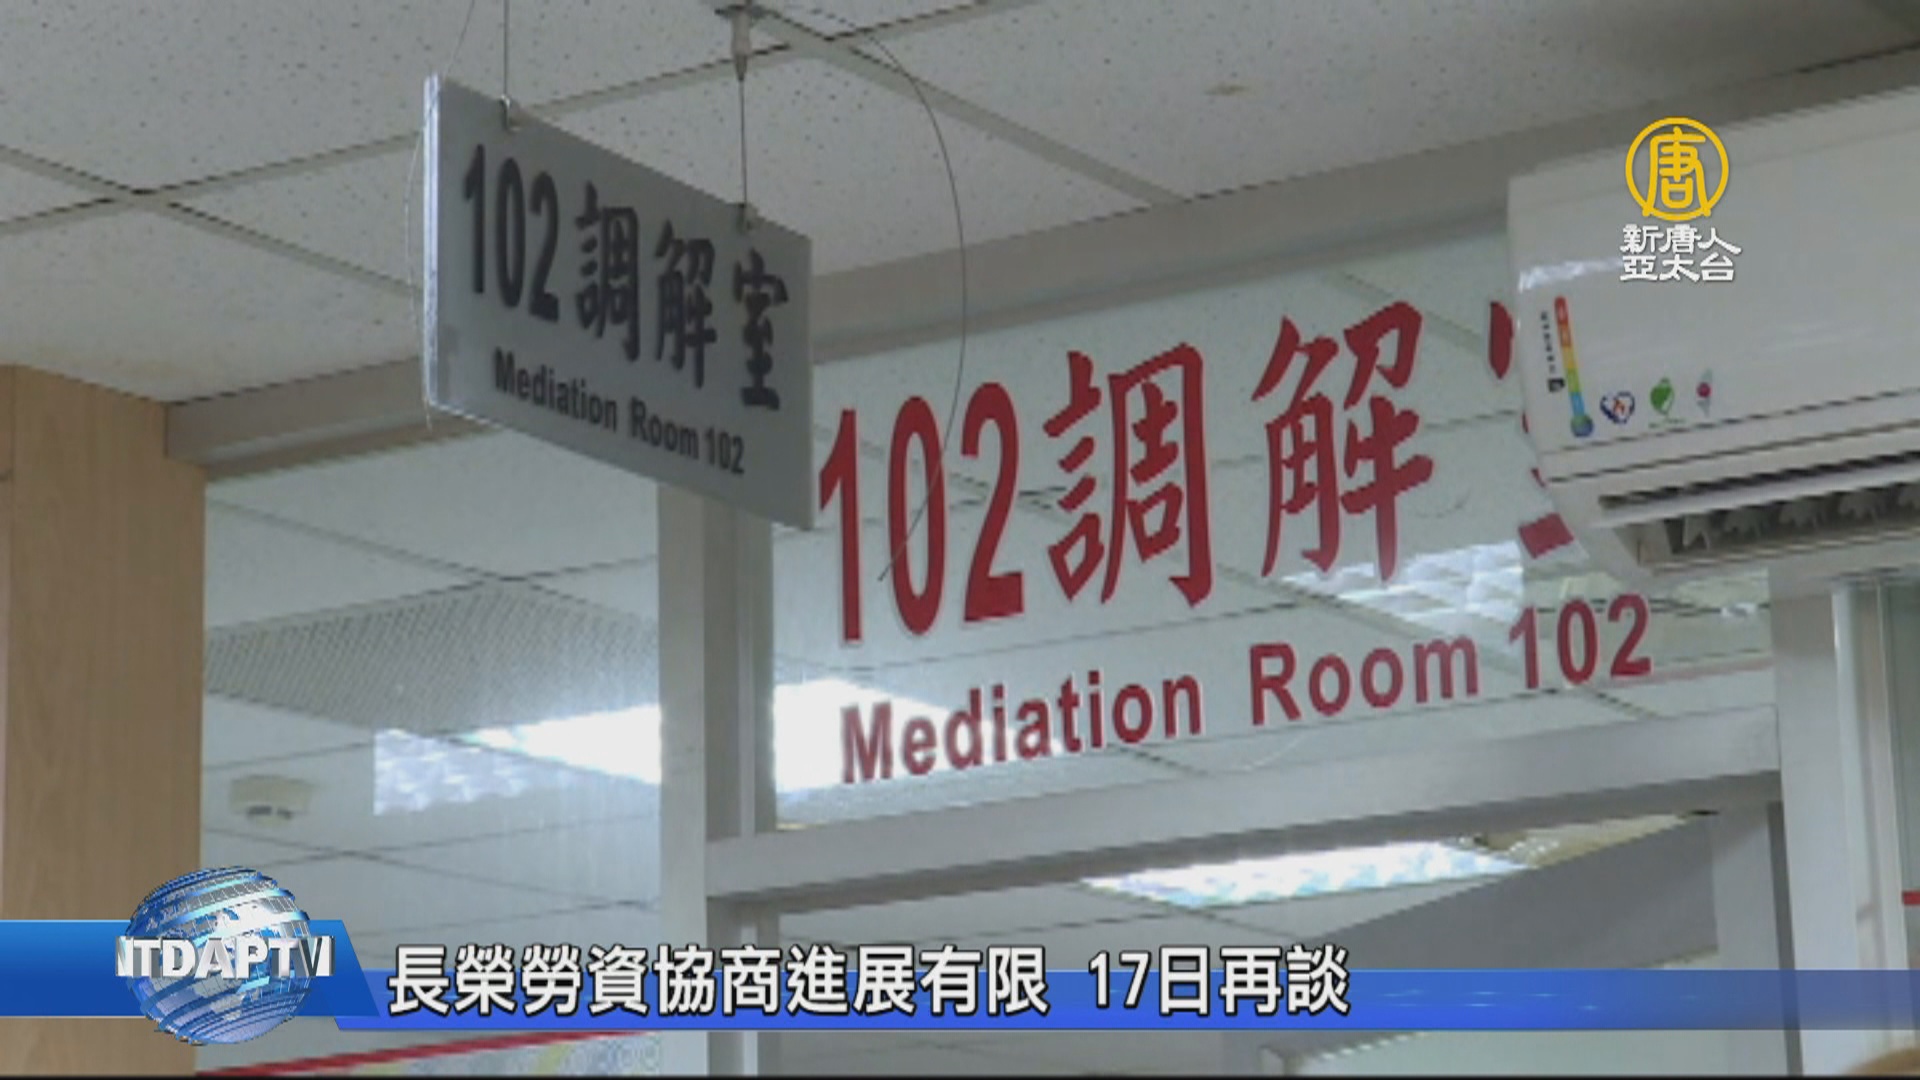 102調解室
Mediation Room 102
102調解
Mediation Room 102
唐
新唐人
亞太台
NTDAPTV
長榮勞資協商進展有限 17日再談